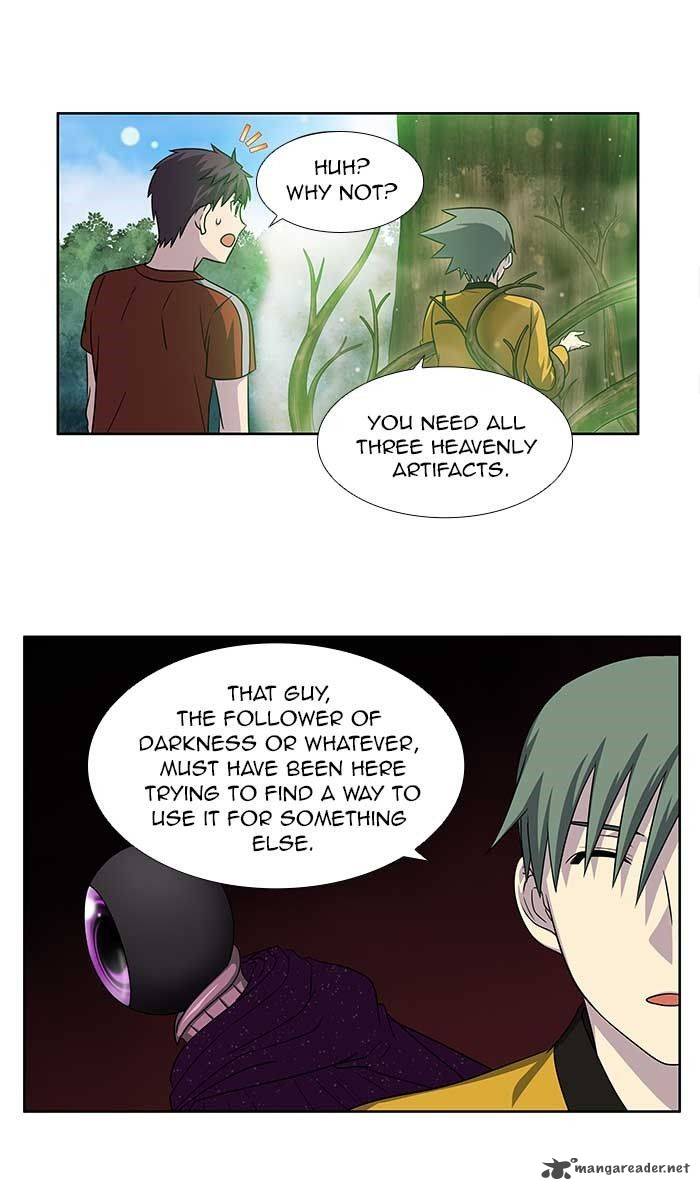 HUH?
WHY NOT?
YOU NEED ALL
THREE HEAVENLY
ARTIFACTS.
THAT GUY,
THE FOLLOWER OF
DARKNESS OR WHATEVER,
MUST HAVE BEEN HERE
TRYING TO FIND A WAY TO
USE IT FOR SOMETHING
ELSE.
mangareader.net